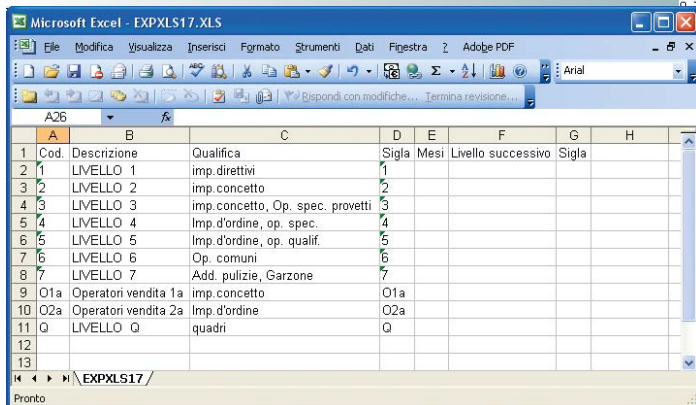 Microsoft Excel - EXPXLS17.XLS
File Modifica Visualizza Inserisci Formato Strumenti Dati Finestra ? Adobe PDF
Arial
Rispondi con modifiche... Termina revisione...
A26 fx
A B C D E F G H
1 Cod. Descrizione Qualifica Sigla Mesi Livello successivo Sigla
2 1 LIVELLO 1 imp.direttivi 1
3 2 LIVELLO 2 imp.concetto 2
4 3 LIVELLO 3 imp.concetto, Op. spec. provetti 3
5 4 LIVELLO 4 Imp.d'ordine, op. spec. 4
6 5 LIVELLO 5 Imp.d'ordine, op. qualif. 5
7 6 LIVELLO 6 Op. comuni 6
8 7 LIVELLO 7 Add. pulizie, Garzone 7
9 O1a Operatori vendita 1a imp.concetto O1a
10 O2a Operatori vendita 2a Imp.d'ordine O2a
11 Q LIVELLO Q quadri Q
12
13
EXPXLS17
Pronto